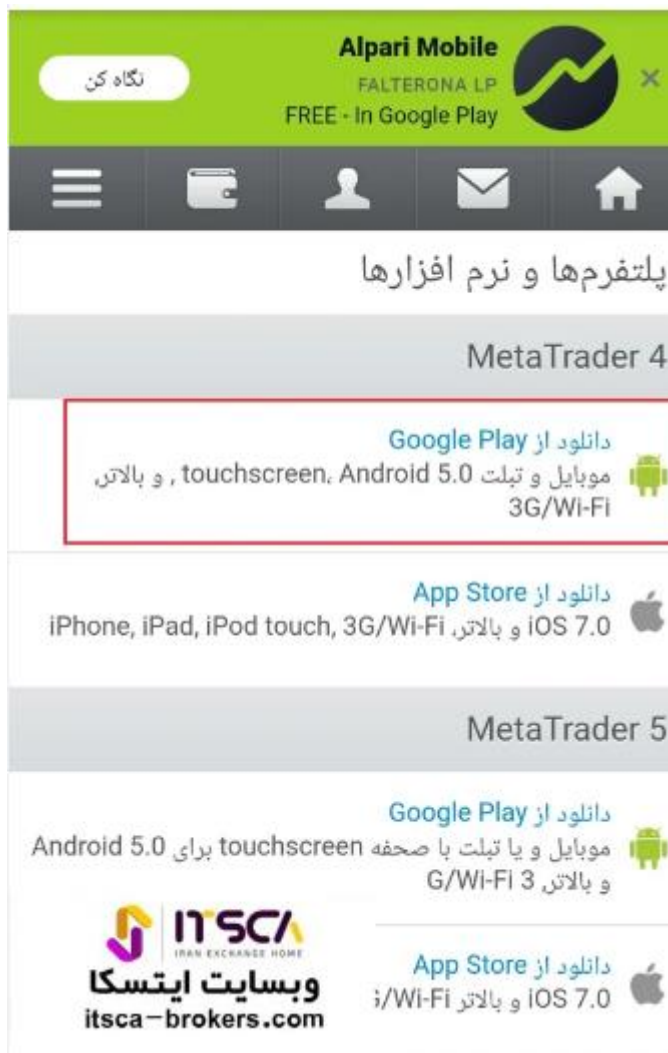 Alpari Mobile
FALTERONA LP
FREE - In Google Play
نگاه کن
پلتفرم‌ها و نرم افزارها
MetaTrader 4
دانلود از Google Play
موبایل و تبلت touchscreen, Android 5.0 , و بالاتر,
3G/Wi-Fi
دانلود از App Store
iOS 7.0 و بالاتر, iPhone, iPad, iPod touch, 3G/Wi-Fi
MetaTrader 5
دانلود از Google Play
موبایل و یا تبلت با صحفه touchscreen برای Android 5.0
و بالاتر, 3 G/Wi-Fi
دانلود از App Store
iOS 7.0 و بالاتر /Wi-Fi
ITSCA
IRAN EXCHANGE HOME
وبسایت ایتسکا
itsca-brokers.com